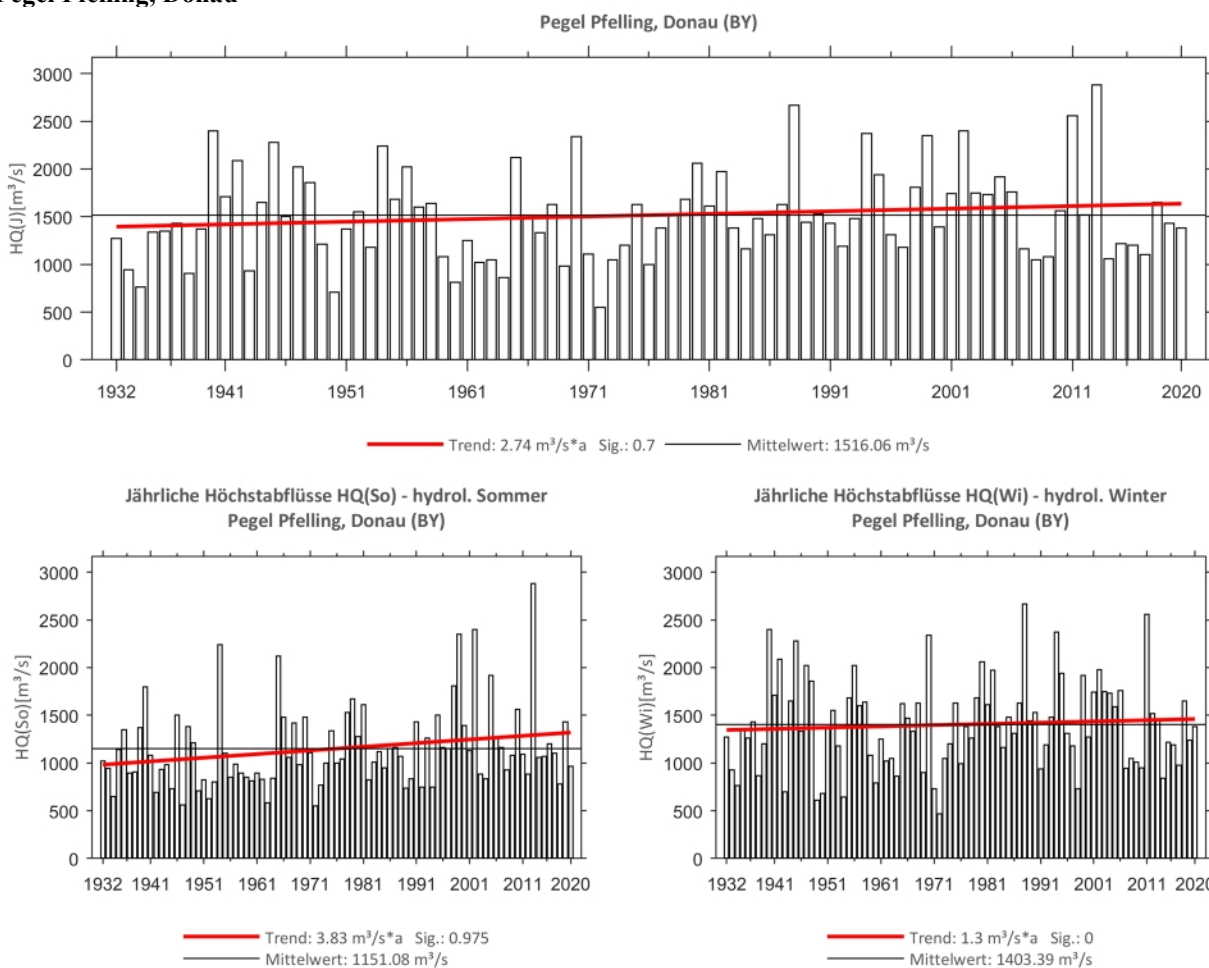 Pegel Pfelling, Donau
Pegel Pfelling, Donau (BY)
HQ(J)[m³/s]
3000
2500
2000
1500
1000
500
0
1932 1941 1951 1961 1971 1981 1991 2001 2011 2020
Trend: 2.74 m³/s*a Sig.: 0.7 Mittelwert: 1516.06 m³/s
Jährliche Höchstabflüsse HQ(So) - hydrol. Sommer
Pegel Pfelling, Donau (BY)
HQ(So)[m³/s]
3000
2500
2000
1500
1000
500
0
1932 1941 1951 1961 1971 1981 1991 2001 2011 2020
Trend: 3.83 m³/s*a Sig.: 0.975
Mittelwert: 1151.08 m³/s
Jährliche Höchstabflüsse HQ(Wi) - hydrol. Winter
Pegel Pfelling, Donau (BY)
HQ(Wi)[m³/s]
3000
2500
2000
1500
1000
500
0
1932 1941 1951 1961 1971 1981 1991 2001 2011 2020
Trend: 1.3 m³/s*a Sig.: 0
Mittelwert: 1403.39 m³/s